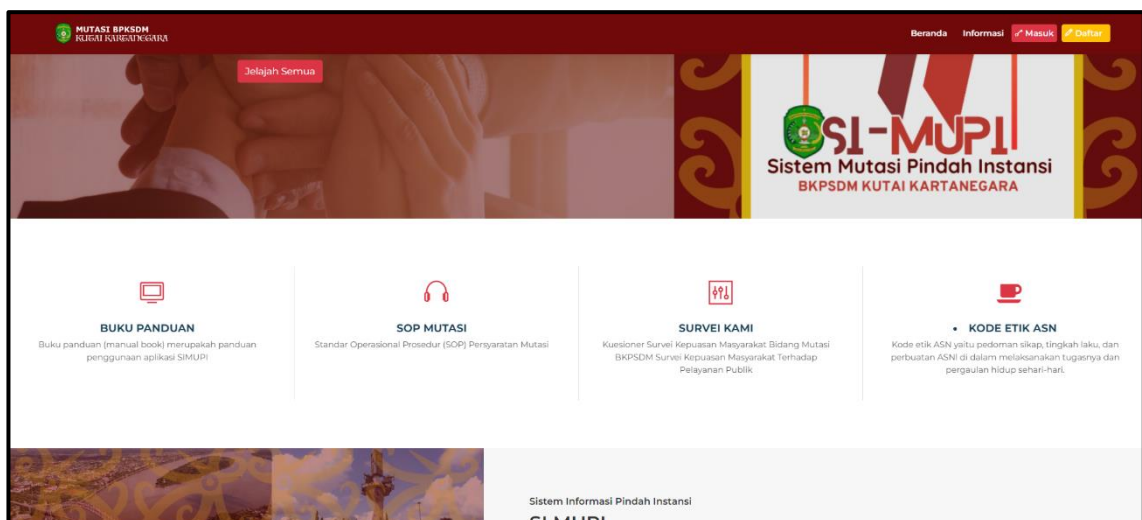 MUTASI BPKSDM
KUTAI KARTANEGARA
Beranda Informasi Masuk Daftar
Jelajah Semua
SI-MUPI
Sistem Mutasi Pindah Instansi
BKPSDM KUTAI KARTANEGARA
BUKU PANDUAN
Buku panduan (manual book) merupakah panduan
penggunaan aplikasi SIMUPI
SOP MUTASI
Standar Operasional Prosedur (SOP) Persyaratan Mutasi
SURVEI KAMI
Kuesioner Survei Kepuasan Masyarakat Bidang Mutasi
BKPSDM Survei Kepuasan Masyarakat Terhadap
Pelayanan Publik
• KODE ETIK ASN
Kode etik ASN yaitu pedoman sikap, tingkah laku, dan
perbuatan ASNI di dalam melaksanakan tugasnya dan
pergaulan hidup sehari-hari.
Sistem Informasi Pindah Instansi
SI MUPI